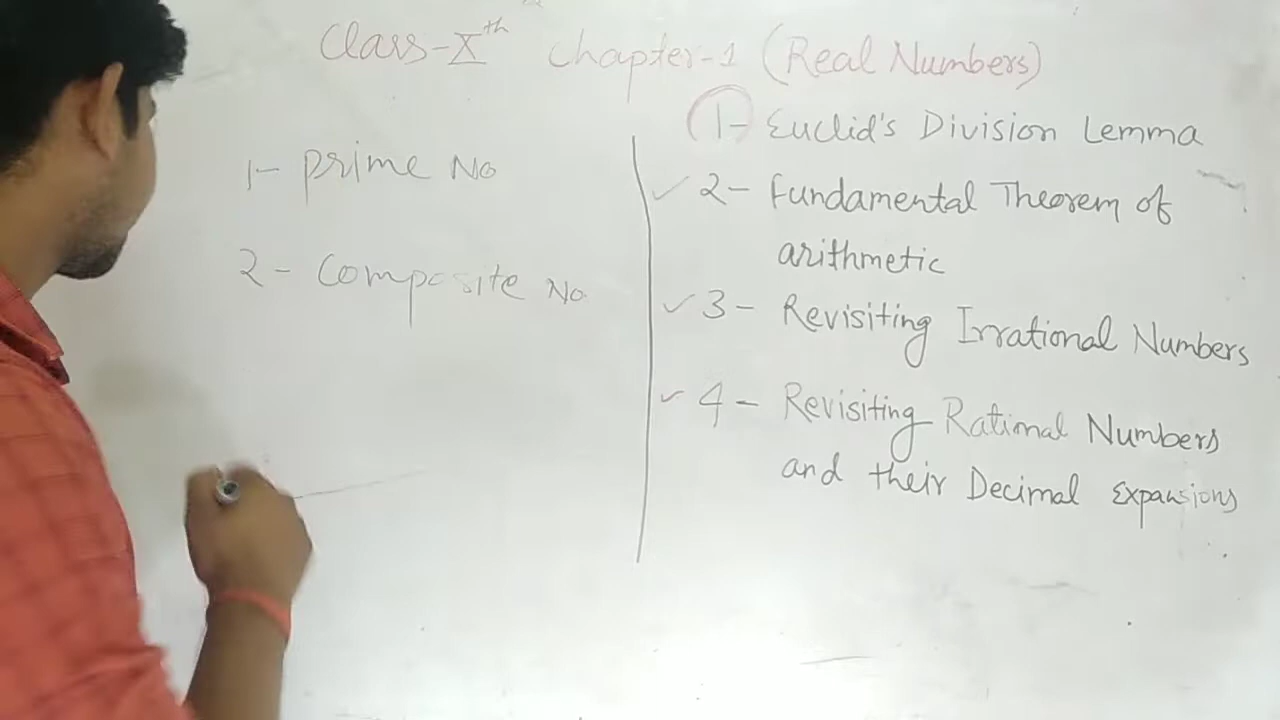 Class-Xth Chapter-1 (Real Numbers)
1- Prime No
2- Composite No
1- Euclid's Division Lemma
2- Fundamental Theorem of
arithmetic
3- Revisiting Irrational Numbers
4- Revisiting Rational Numbers
and their Decimal Expansions